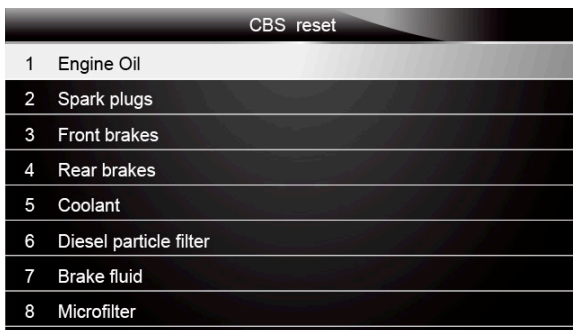 CBS reset
1 Engine Oil
2 Spark plugs
3 Front brakes
4 Rear brakes
5 Coolant
6 Diesel particle filter
7 Brake fluid
8 Microfilter